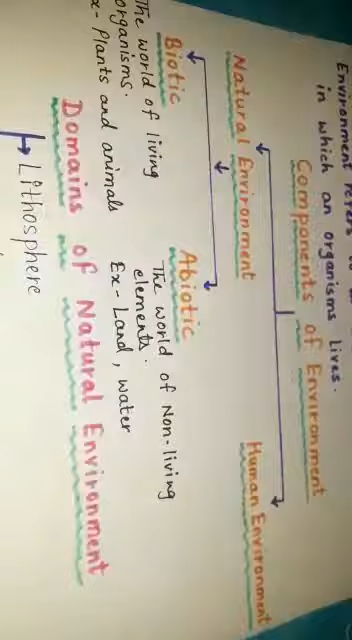 Environment refers to
in which an organisms lives.
Components of Environment
Natural Environment
Human Environment
Biotic
Abiotic
The world of living
organisms.
Ex- Plants and animals
The world of Non-living
elements.
Ex- Land, water
Domains of Natural Environment
Lithosphere